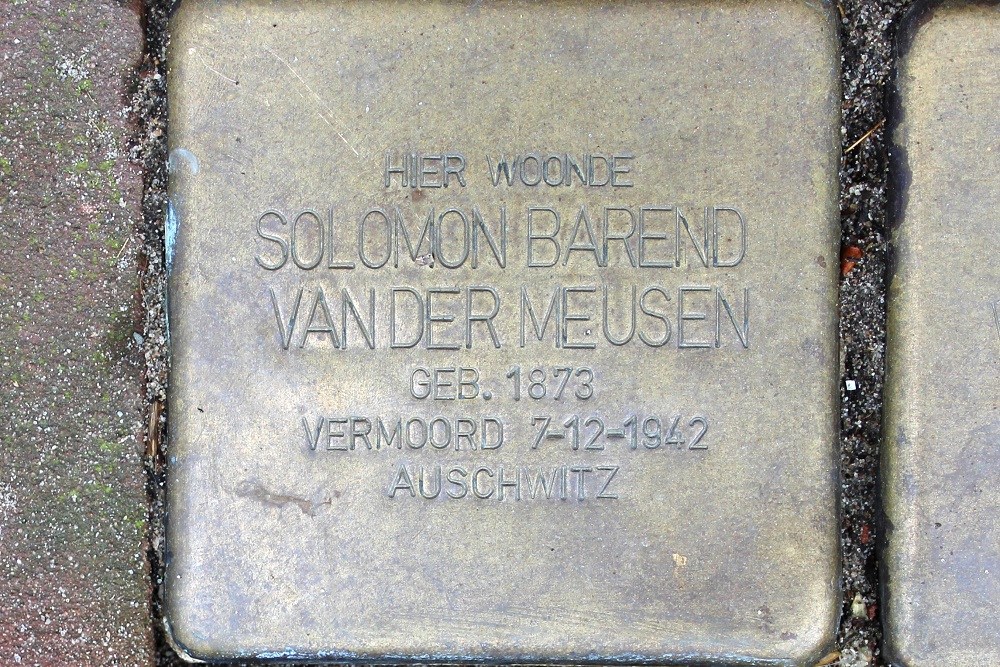 HIER WOONDE
SOLOMON BAREND
VAN DER MEUSEN
GEB. 1873
VERMOORD 7-12-1942
AUSCHWITZ